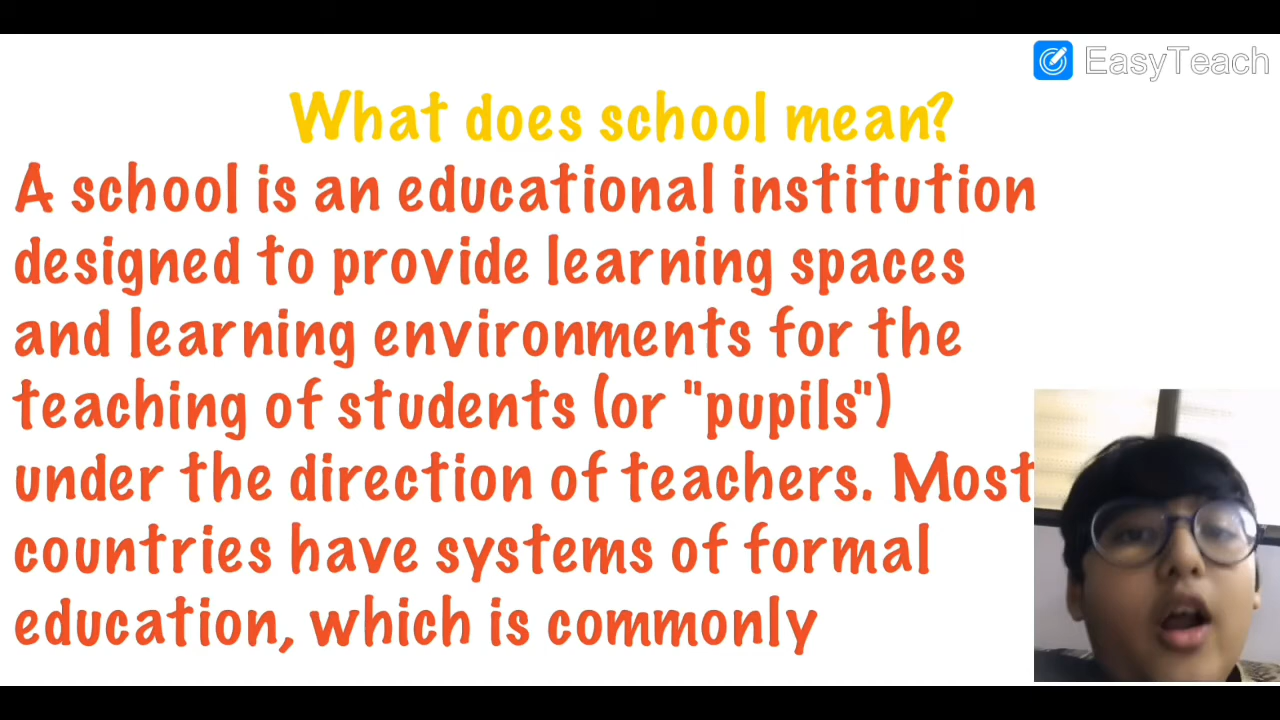 EasyTeach
What does school mean?
A school is an educational institution
designed to provide learning spaces
and learning environments for the
teaching of students (or "pupils")
under the direction of teachers. Most
countries have systems of formal
education, which is commonly